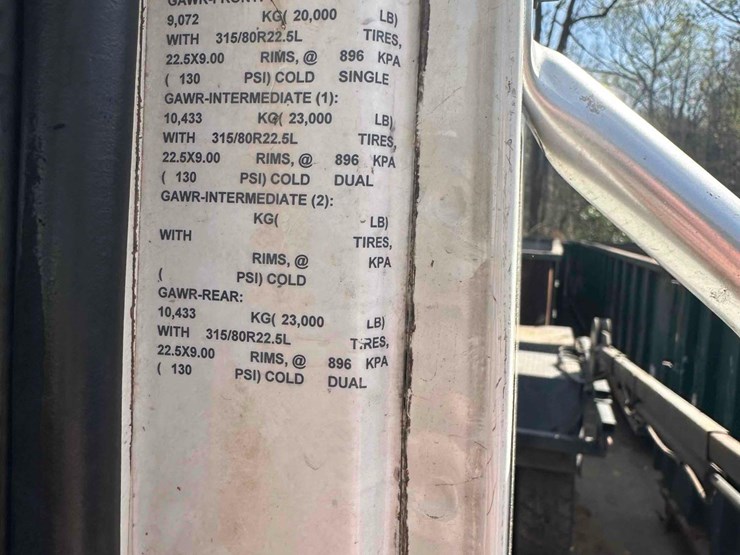 GAWR-FRONT:
9,072 KG( 20,000 LB)
WITH 315/80R22.5L TIRES,
22.5X9.00 RIMS, @ 896 KPA
( 130 PSI) COLD SINGLE
GAWR-INTERMEDIATE (1):
10,433 KG( 23,000 LB)
WITH 315/80R22.5L TIRES,
22.5X9.00 RIMS, @ 896 KPA
( 130 PSI) COLD DUAL
GAWR-INTERMEDIATE (2):
KG( - LB)
WITH TIRES,
RIMS, @ KPA
( PSI) COLD
GAWR-REAR:
10,433 KG( 23,000 LB)
WITH 315/80R22.5L TIRES,
22.5X9.00 RIMS, @ 896 KPA
( 130 PSI) COLD DUAL